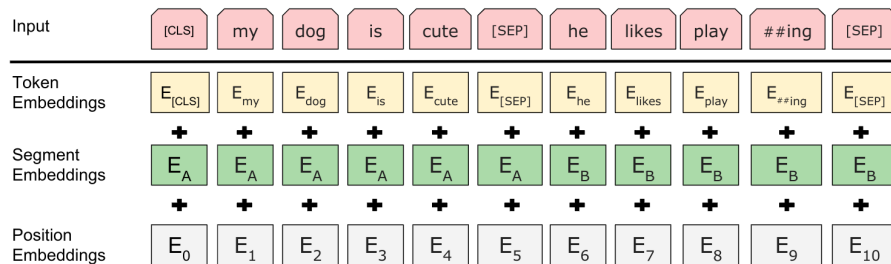 Input [CLS] my dog is cute [SEP] he likes play ##ing [SEP]
Token Embeddings E[CLS] Emy Edog Eis Ecute E[SEP] Ehe Elikes Eplay E##ing E[SEP]
+ + + + + + + + + + +
Segment Embeddings EA EA EA EA EA EA EB EB EB EB EB
+ + + + + + + + + + +
Position Embeddings E0 E1 E2 E3 E4 E5 E6 E7 E8 E9 E10